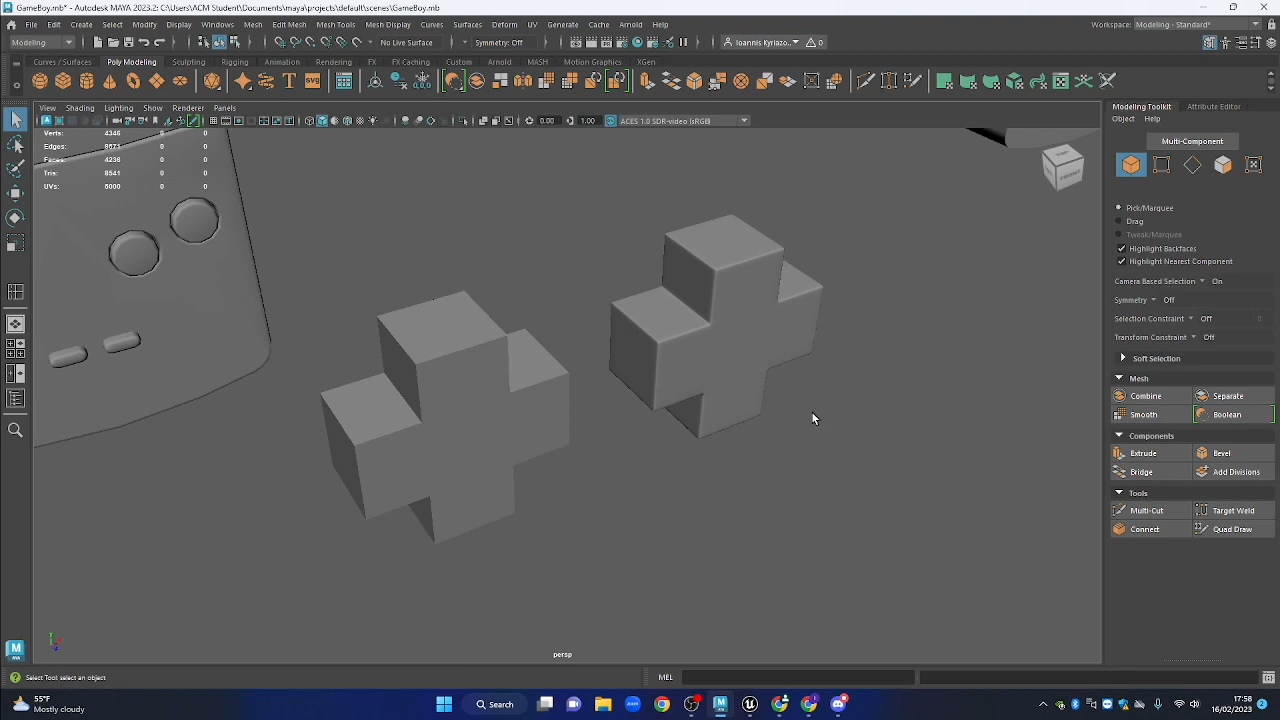 GameBoy.mb* - Autodesk MAYA 2023.2: C:\Users\ACM Student\Documents\maya\projects\default\scenes\GameBoy.mb
File Edit Create Select Modify Display Windows Mesh Edit Mesh Mesh Tools Mesh Display Curves Surfaces Deform UV Generate Cache Arnold Help
Workspace: Modeling - Standard*
Modeling No Live Surface Symmetry: Off Ioannis Kyriazo.. 0
Curves / Surfaces Poly Modeling Sculpting Rigging Animation Rendering FX FX Caching Custom Arnold MASH Motion Graphics XGen
SVG
View Shading Lighting Show Renderer Panels
0.00 1.00 ACES 1.0 SDR-video (sRGB)
Verts: 4346 0 0
Edges: 8573 0 0
Faces: 4236 0 0
Tris: 8541 0 0
UVs: 5000 0 0
FRONT
persp
Modeling Toolkit Attribute Editor
Object Help
Multi-Component
Pick/Marquee
Drag
Tweak/Marquee
Highlight Backfaces
Highlight Nearest Component
Camera Based Selection On
Symmetry Off
Selection Constraint Off 0
Transform Constraint Off
Soft Selection
Mesh
Combine Separate
Smooth Boolean
Components
Extrude Bevel
Bridge Add Divisions
Tools
Multi-Cut Target Weld
Connect Quad Draw
Select Tool: select an object
MEL
55°F
Mostly cloudy
Search
zoom
17:58
16/02/2023